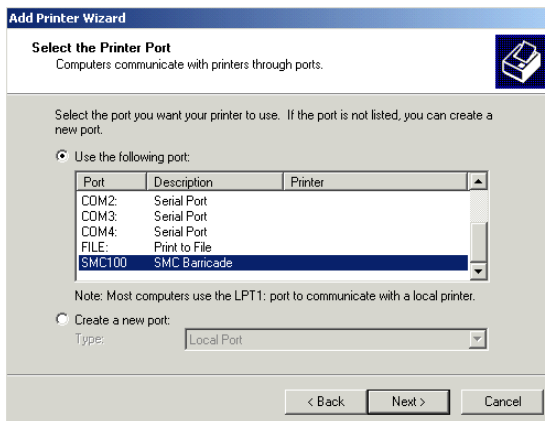 Add Printer Wizard
Select the Printer Port
Computers communicate with printers through ports.
Select the port you want your printer to use. If the port is not listed, you can create a
new port.
Use the following port:
Port Description Printer
COM2: Serial Port
COM3: Serial Port
COM4: Serial Port
FILE: Print to File
SMC100 SMC Barricade
Note: Most computers use the LPT1: port to communicate with a local printer.
Create a new port:
Type: Local Port
< Back Next > Cancel